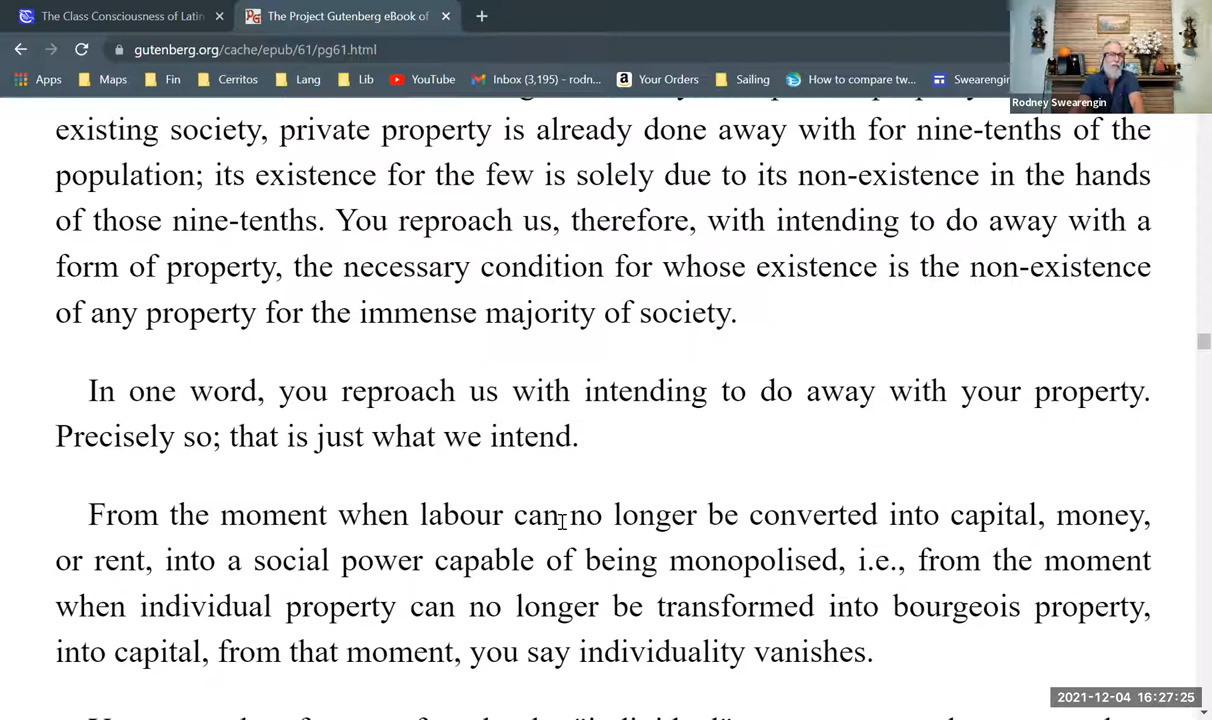 The Class Consciousness of Latin
The Project Gutenberg eBook of
gutenberg.org/cache/epub/61/pg61.html
Apps Maps Fin Cerritos Lang Lib YouTube Inbox (3,195) - rodn... Your Orders Sailing How to compare tw... Swearengin
Rodney Swearengin
existing society, private property is already done away with for nine-tenths of the
population; its existence for the few is solely due to its non-existence in the hands
of those nine-tenths. You reproach us, therefore, with intending to do away with a
form of property, the necessary condition for whose existence is the non-existence
of any property for the immense majority of society.
In one word, you reproach us with intending to do away with your property.
Precisely so; that is just what we intend.
From the moment when labour can no longer be converted into capital, money,
or rent, into a social power capable of being monopolised, i.e., from the moment
when individual property can no longer be transformed into bourgeois property,
into capital, from that moment, you say individuality vanishes.
2021-12-04 16:27:25